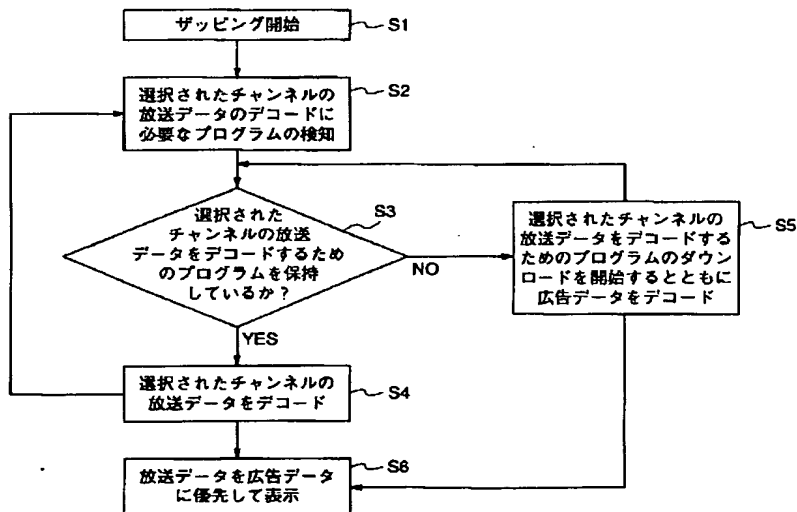 ザッピング開始
S1
選択されたチャンネルの
放送データのデコードに
必要なプログラムの検知
S2
選択された
チャンネルの放送
データをデコードするため
のプログラムを保持
しているか？
S3
NO
YES
選択されたチャンネルの
放送データをデコードする
ためのプログラムのダウン
ロードを開始するとともに
広告データをデコード
S5
選択されたチャンネルの
放送データをデコード
S4
放送データを広告データ
に優先して表示
S6